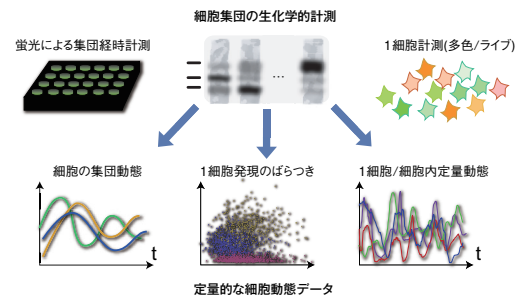 細胞集団の生化学的計測
蛍光による集団経時計測
1細胞計測(多色/ライブ)
…
細胞の集団動態
1細胞発現のばらつき
1細胞/細胞内定量動態
t
t
定量的な細胞動態データ